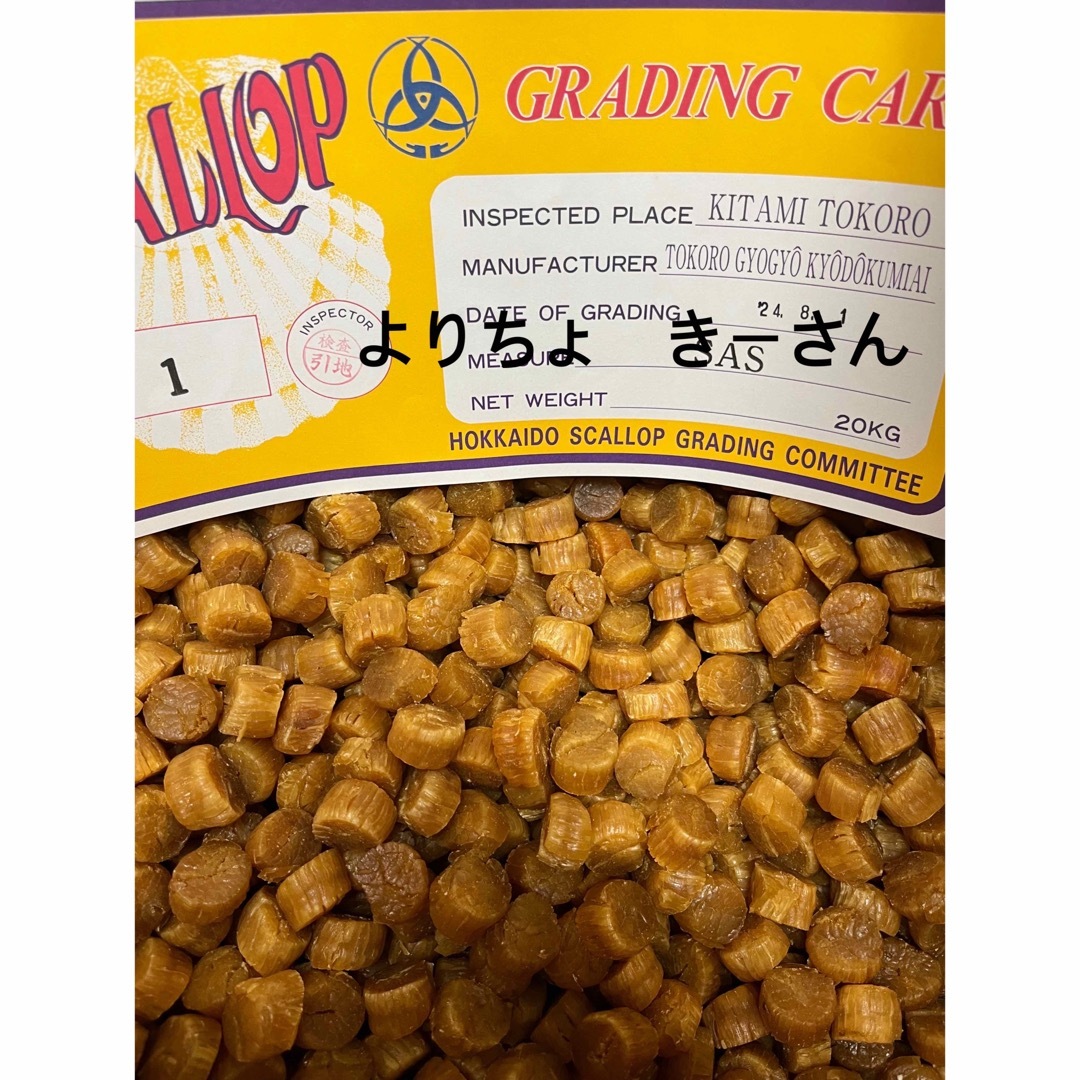 ALLOP
GRADING CAR
INSPECTED PLACE KITAMI TOKORO
MANUFACTURER TOKORO GYOGYÔ KYÔDÔKUMIAI
DATE OF GRADING '24. 8. 1
MEASURE SAS
NET WEIGHT 20KG
HOKKAIDO SCALLOP GRADING COMMITTEE
1
INSPECTOR
検査
引地
よりちょ きーさん